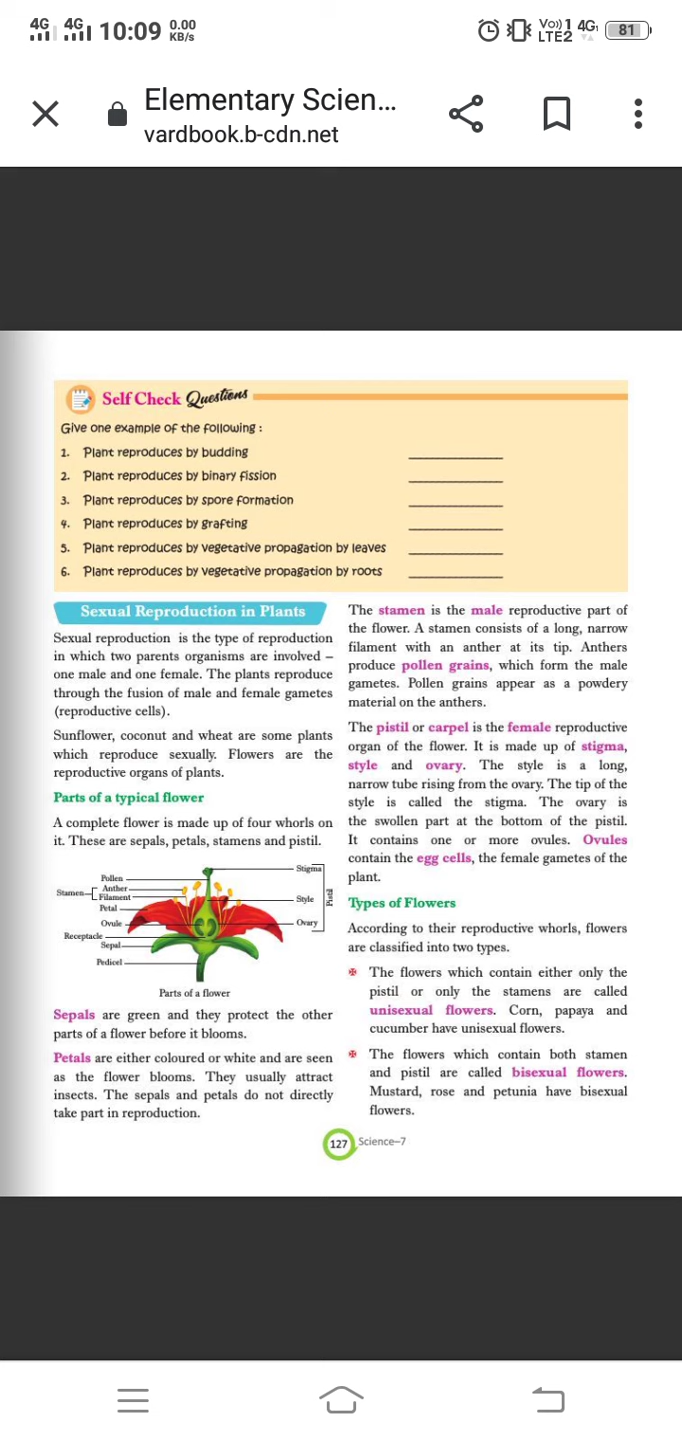 4G 4G 10:09 0.00 KB/s Vo)) 1 LTE2 4G 81
Elementary Scien...
vardbook.b-cdn.net
Self Check Questions
Give one example of the following :
1. Plant reproduces by budding
2. Plant reproduces by binary fission
3. Plant reproduces by spore formation
4. Plant reproduces by grafting
5. Plant reproduces by vegetative propagation by leaves
6. Plant reproduces by vegetative propagation by roots
Sexual Reproduction in Plants
Sexual reproduction is the type of reproduction
in which two parents organisms are involved –
one male and one female. The plants reproduce
through the fusion of male and female gametes
(reproductive cells).
Sunflower, coconut and wheat are some plants
which reproduce sexually. Flowers are the
reproductive organs of plants.
Parts of a typical flower
A complete flower is made up of four whorls on
it. These are sepals, petals, stamens and pistil.
Pollen
Stamen
Anther
Filament
Petal
Ovule
Receptacle
Sepal
Pedicel
Stigma
Style
Ovary
Pistil
Parts of a flower
Sepals are green and they protect the other
parts of a flower before it blooms.
Petals are either coloured or white and are seen
as the flower blooms. They usually attract
insects. The sepals and petals do not directly
take part in reproduction.
The stamen is the male reproductive part of
the flower. A stamen consists of a long, narrow
filament with an anther at its tip. Anthers
produce pollen grains, which form the male
gametes. Pollen grains appear as a powdery
material on the anthers.
The pistil or carpel is the female reproductive
organ of the flower. It is made up of stigma,
style and ovary. The style is a long,
narrow tube rising from the ovary. The tip of the
style is called the stigma. The ovary is
the swollen part at the bottom of the pistil.
It contains one or more ovules. Ovules
contain the egg cells, the female gametes of the
plant.
Types of Flowers
According to their reproductive whorls, flowers
are classified into two types.
The flowers which contain either only the
pistil or only the stamens are called
unisexual flowers. Corn, papaya and
cucumber have unisexual flowers.
The flowers which contain both stamen
and pistil are called bisexual flowers.
Mustard, rose and petunia have bisexual
flowers.
127 Science–7